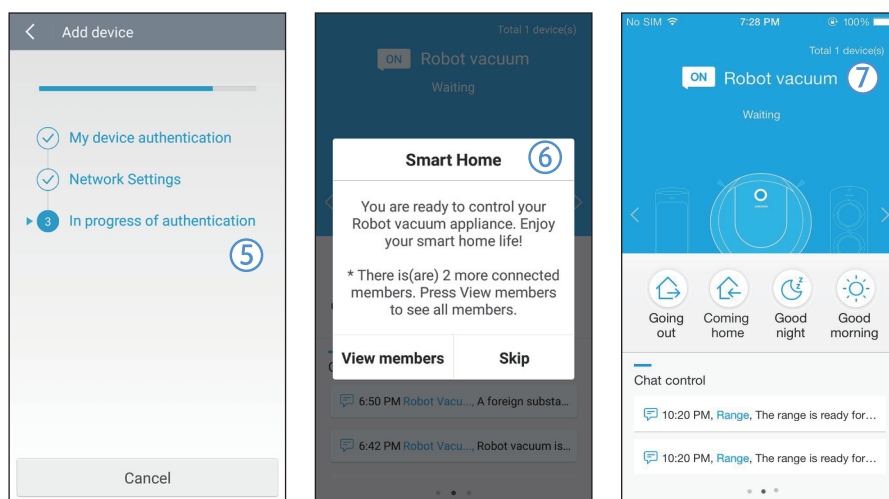 Add device
My device authentication
Network Settings
3 In progress of authentication
⑤
Cancel
Total 1 device(s)
ON Robot vacuum
Waiting
Smart Home ⑥
You are ready to control your
Robot vacuum appliance. Enjoy
your smart home life!
* There is(are) 2 more connected
members. Press View members
to see all members.
View members Skip
6:50 PM Robot Vacu..., A foreign substa...
6:42 PM Robot Vacu..., Robot vacuum is...
No SIM 7:28 PM 100%
Total 1 device(s)
ON Robot vacuum ⑦
Waiting
Going out
Coming home
Good night
Good morning
Chat control
10:20 PM, Range, The range is ready for...
10:20 PM, Range, The range is ready for...